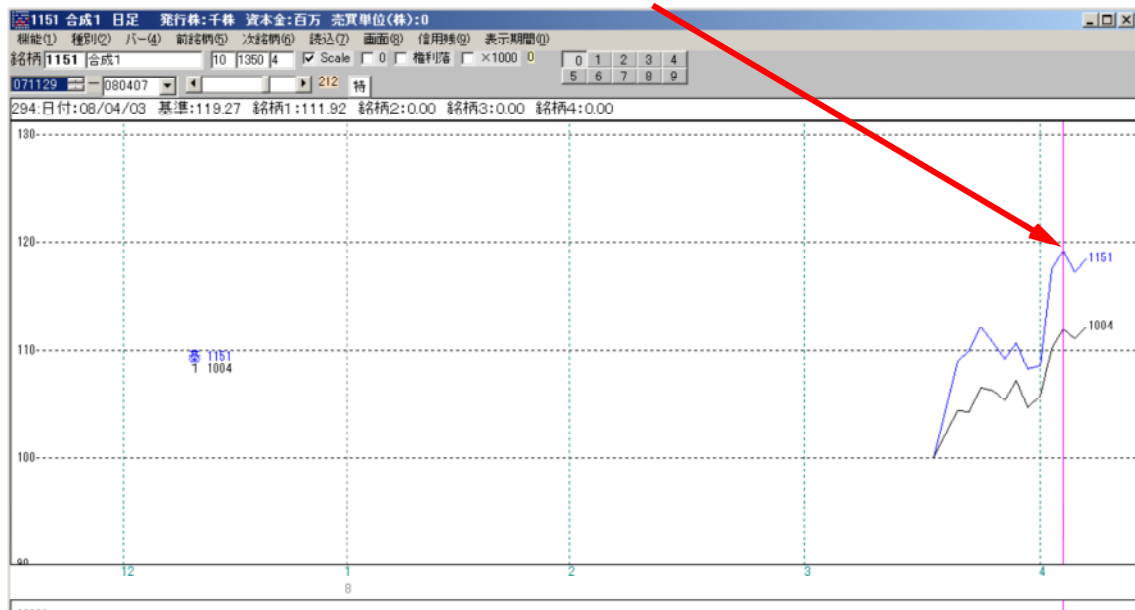 1151 合成1 日足 発行株:千株 資本金:百万 売買単位(株):0
機能(1) 種別(2) バー(4) 前銘柄(5) 次銘柄(6) 読込(7) 画面(8) 信用残(9) 表示期間(0)
銘柄 1151 合成1 10 1350 4 Scale 0 権利落 ×1000 0 0 1 2 3 4
5 6 7 8 9
071129 ー 080407 212 特
294:日付:08/04/03 基準:119.27 銘柄1:111.92 銘柄2:0.00 銘柄3:0.00 銘柄4:0.00
130
120
1151
1004
110
基 1151
1 1004
100
90
12 1 2 3 4
8